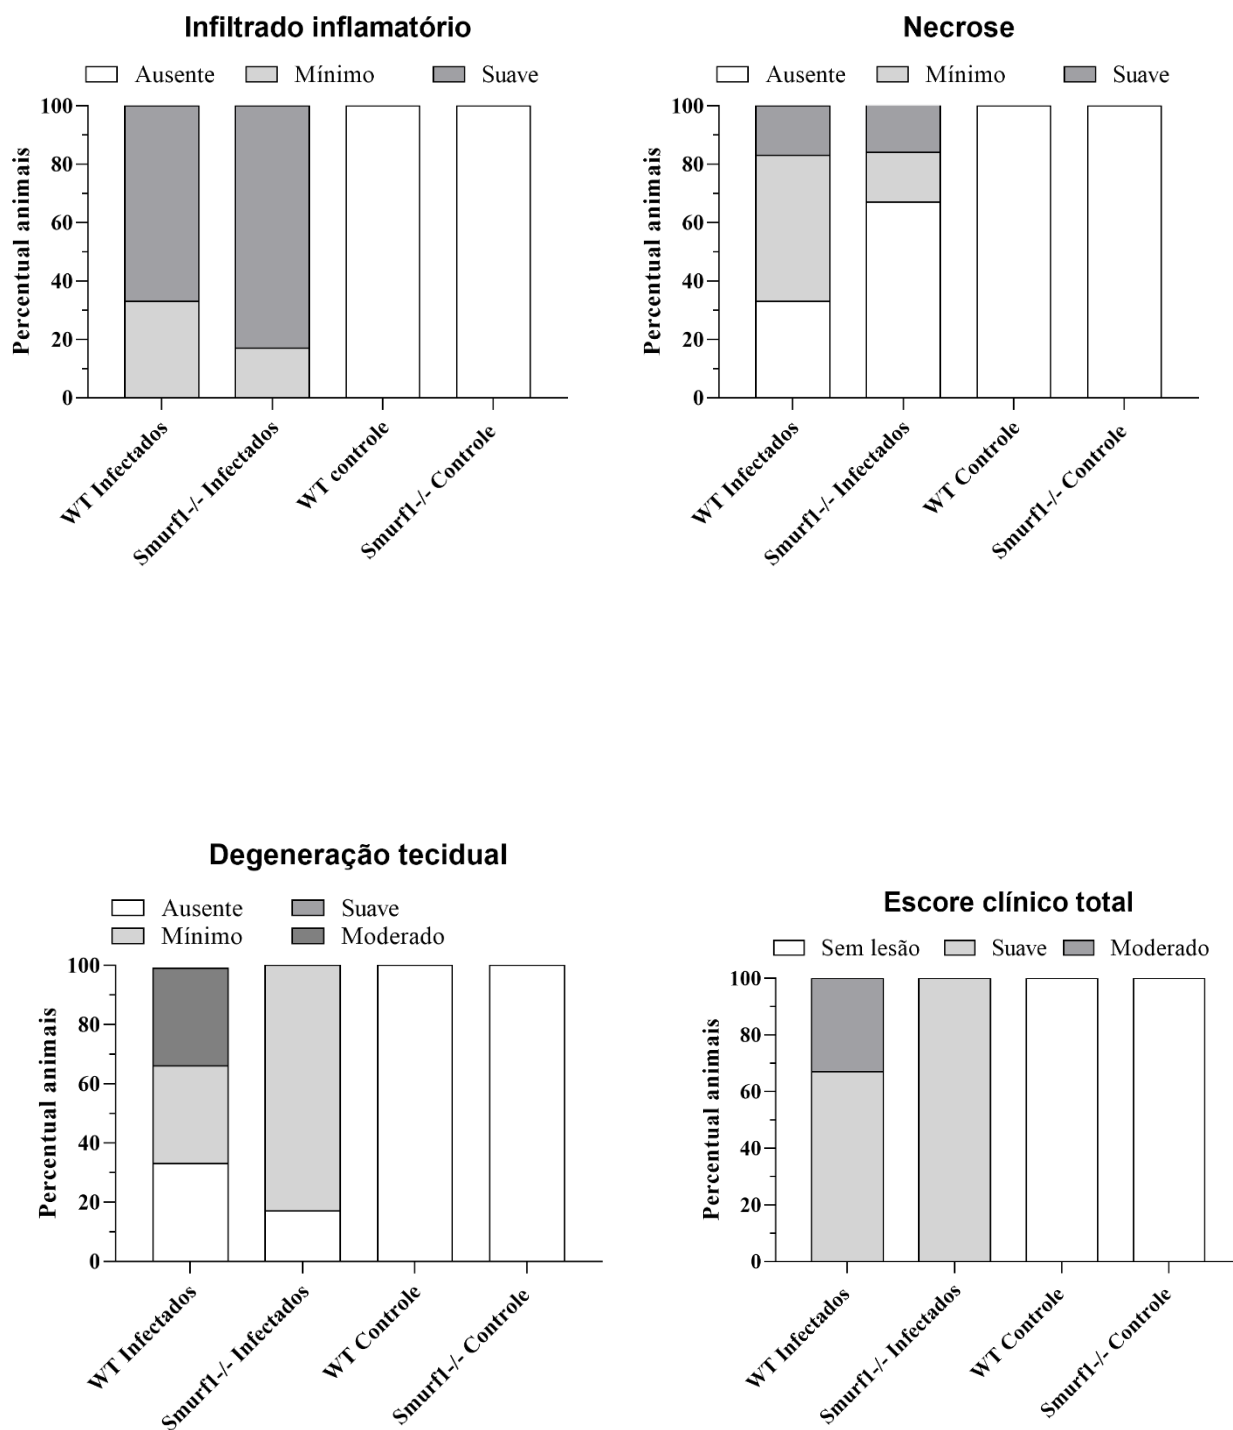 Infiltrado inflamatório
Ausente Mínimo Suave
Percentual animais
100
80
60
40
20
0
WT Infectados
Smurf1-/- Infectados
WT controle
Smurf1-/- Controle
Necrose
Ausente Mínimo Suave
Percentual animais
100
80
60
40
20
0
WT Infectados
Smurf1-/- Infectados
WT Controle
Smurf1-/- Controle
Degeneração tecidual
Ausente Suave
Mínimo Moderado
Percentual animais
100
80
60
40
20
0
WT Infectados
Smurf1-/- Infectados
WT Controle
Smurf1-/- Controle
Escore clínico total
Sem lesão Suave Moderado
Percentual animais
100
80
60
40
20
0
WT Infectados
Smurf1-/- Infectados
WT Controle
Smurf1-/- Controle